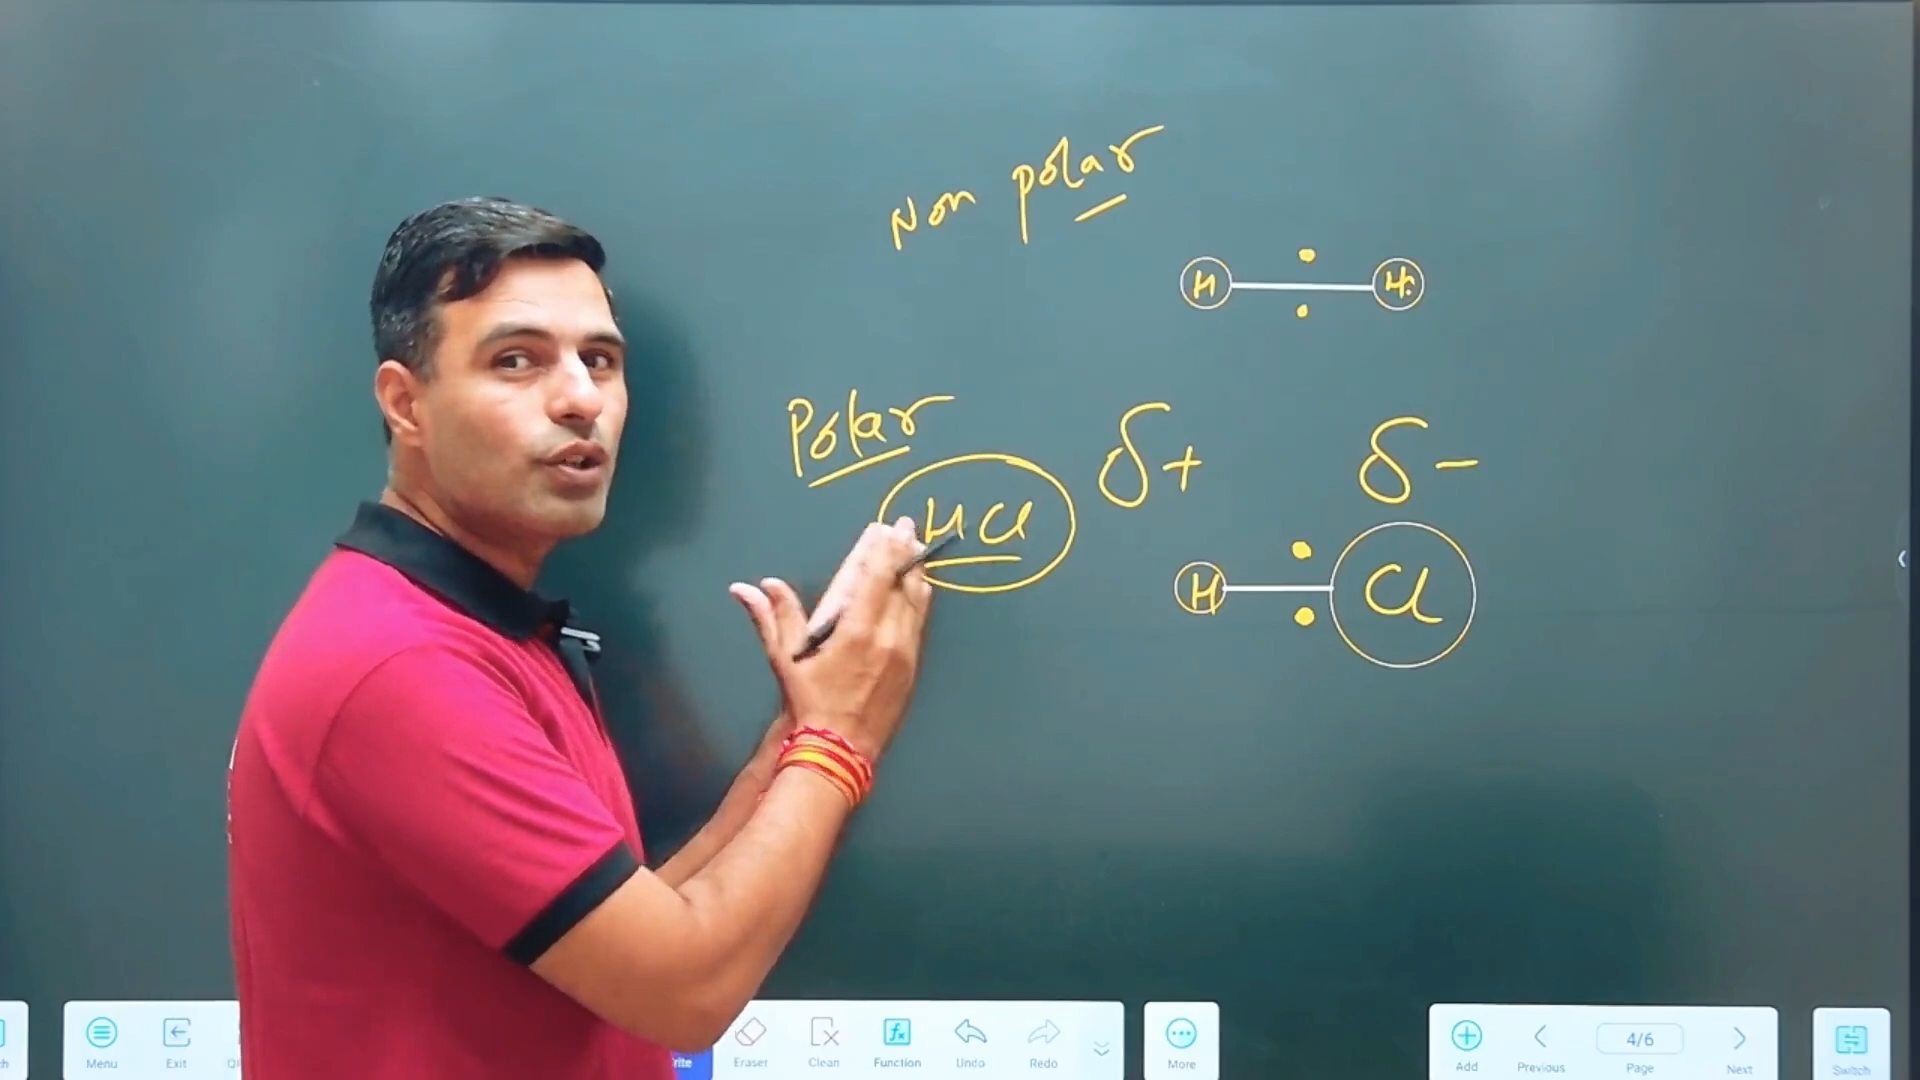 Non polar
H H
Polar
δ+ δ-
HCl
H Cl
Menu Exit
Eraser Clean Function Undo Redo
fx
More
Add Previous 4/6 Page Next
Switch